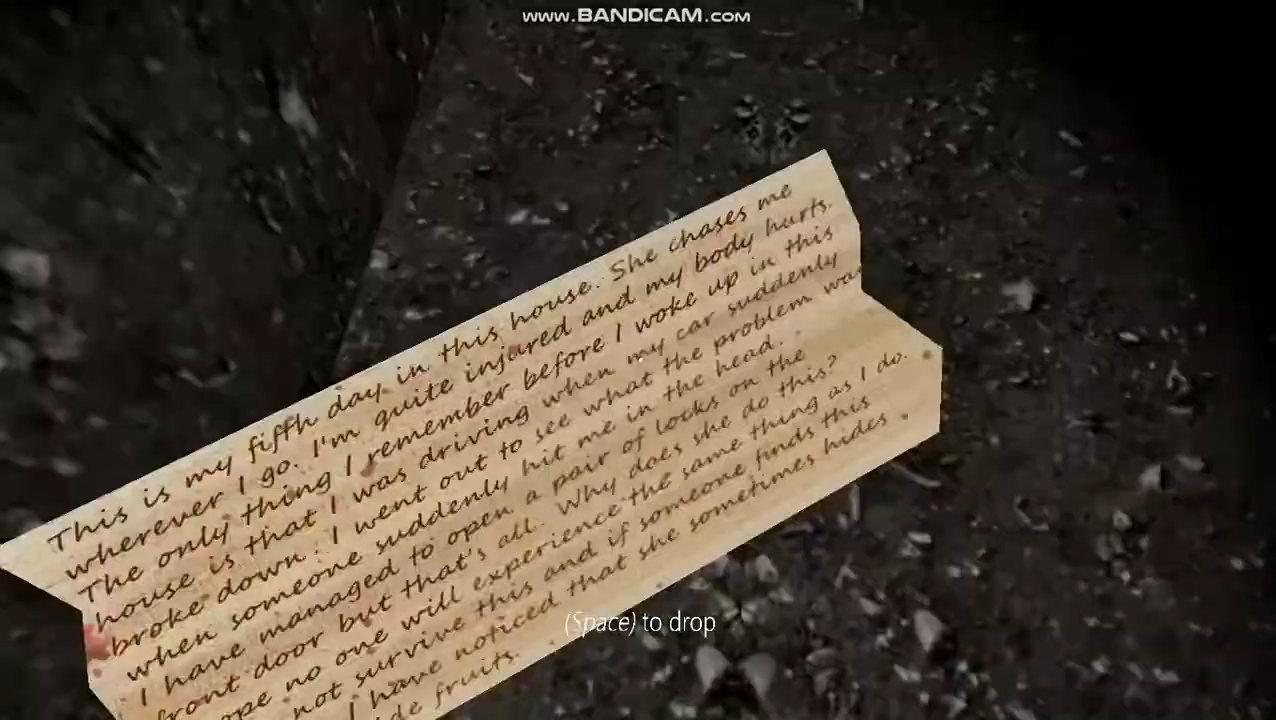 www.BANDICAM.com
This is my fifth day in this house. She chases me
wherever I go. I'm quite injured and my body hurts.
The only thing I remember before I woke up in this
house is that I was driving when my car suddenly
broke down. I went out to see what the problem was
when someone suddenly hit me in the head.
I have managed to open a pair of locks on the
front door but that's all. Why does she do this?
ope no one will experience the same thing as I do.
not survive this and if someone finds this
I have noticed that she sometimes hides
ide fruits.
(Space) to drop